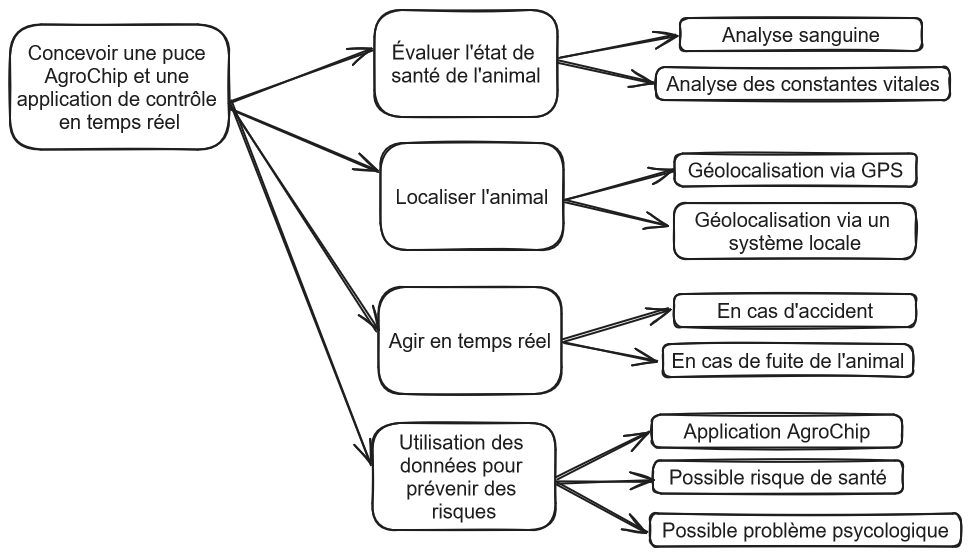 Concevoir une puce
AgroChip et une
application de contrôle
en temps réel
Évaluer l'état de
santé de l'animal
Analyse sanguine
Analyse des constantes vitales
Localiser l'animal
Géolocalisation via GPS
Géolocalisation via un
système locale
Agir en temps réel
En cas d'accident
En cas de fuite de l'animal
Utilisation des
données pour
prévenir des
risques
Application AgroChip
Possible risque de santé
Possible problème psycologique